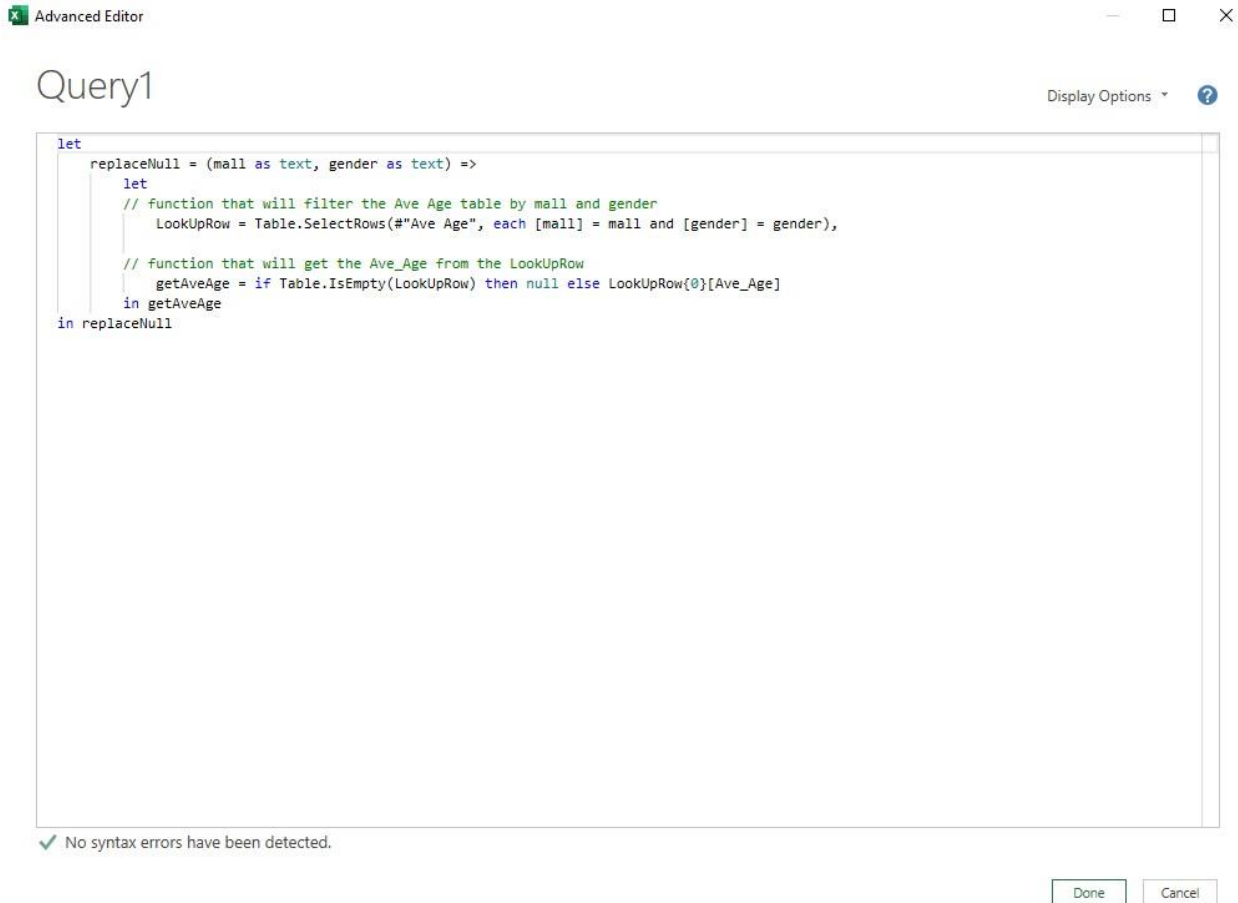 Advanced Editor
Query1
Display Options
let
    replaceNull = (mall as text, gender as text) =>
        let
        // function that will filter the Ave Age table by mall and gender
            LookUpRow = Table.SelectRows(#"Ave Age", each [mall] = mall and [gender] = gender),
        // function that will get the Ave_Age from the LookUpRow
            getAveAge = if Table.IsEmpty(LookUpRow) then null else LookUpRow{0}[Ave_Age]
        in getAveAge
in replaceNull
No syntax errors have been detected.
Done Cancel